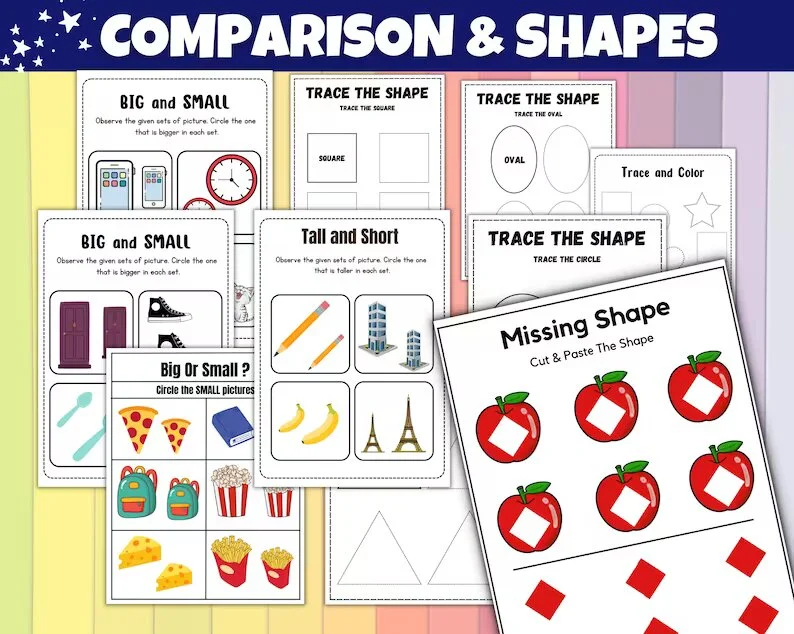 COMPARISON & SHAPES
BIG and SMALL
Observe the given sets of picture. Circle the one
that is bigger in each set.
TRACE THE SHAPE
TRACE THE SQUARE
SQUARE
TRACE THE SHAPE
TRACE THE OVAL
OVAL
Trace and Color
BIG and SMALL
Observe the given sets of picture. Circle the one
that is bigger in each set.
Tall and Short
Observe the given sets of picture. Circle the one
that is taller in each set.
TRACE THE SHAPE
TRACE THE CIRCLE
Missing Shape
Cut & Paste The Shape
Big Or Small ?
Circle the SMALL pictures